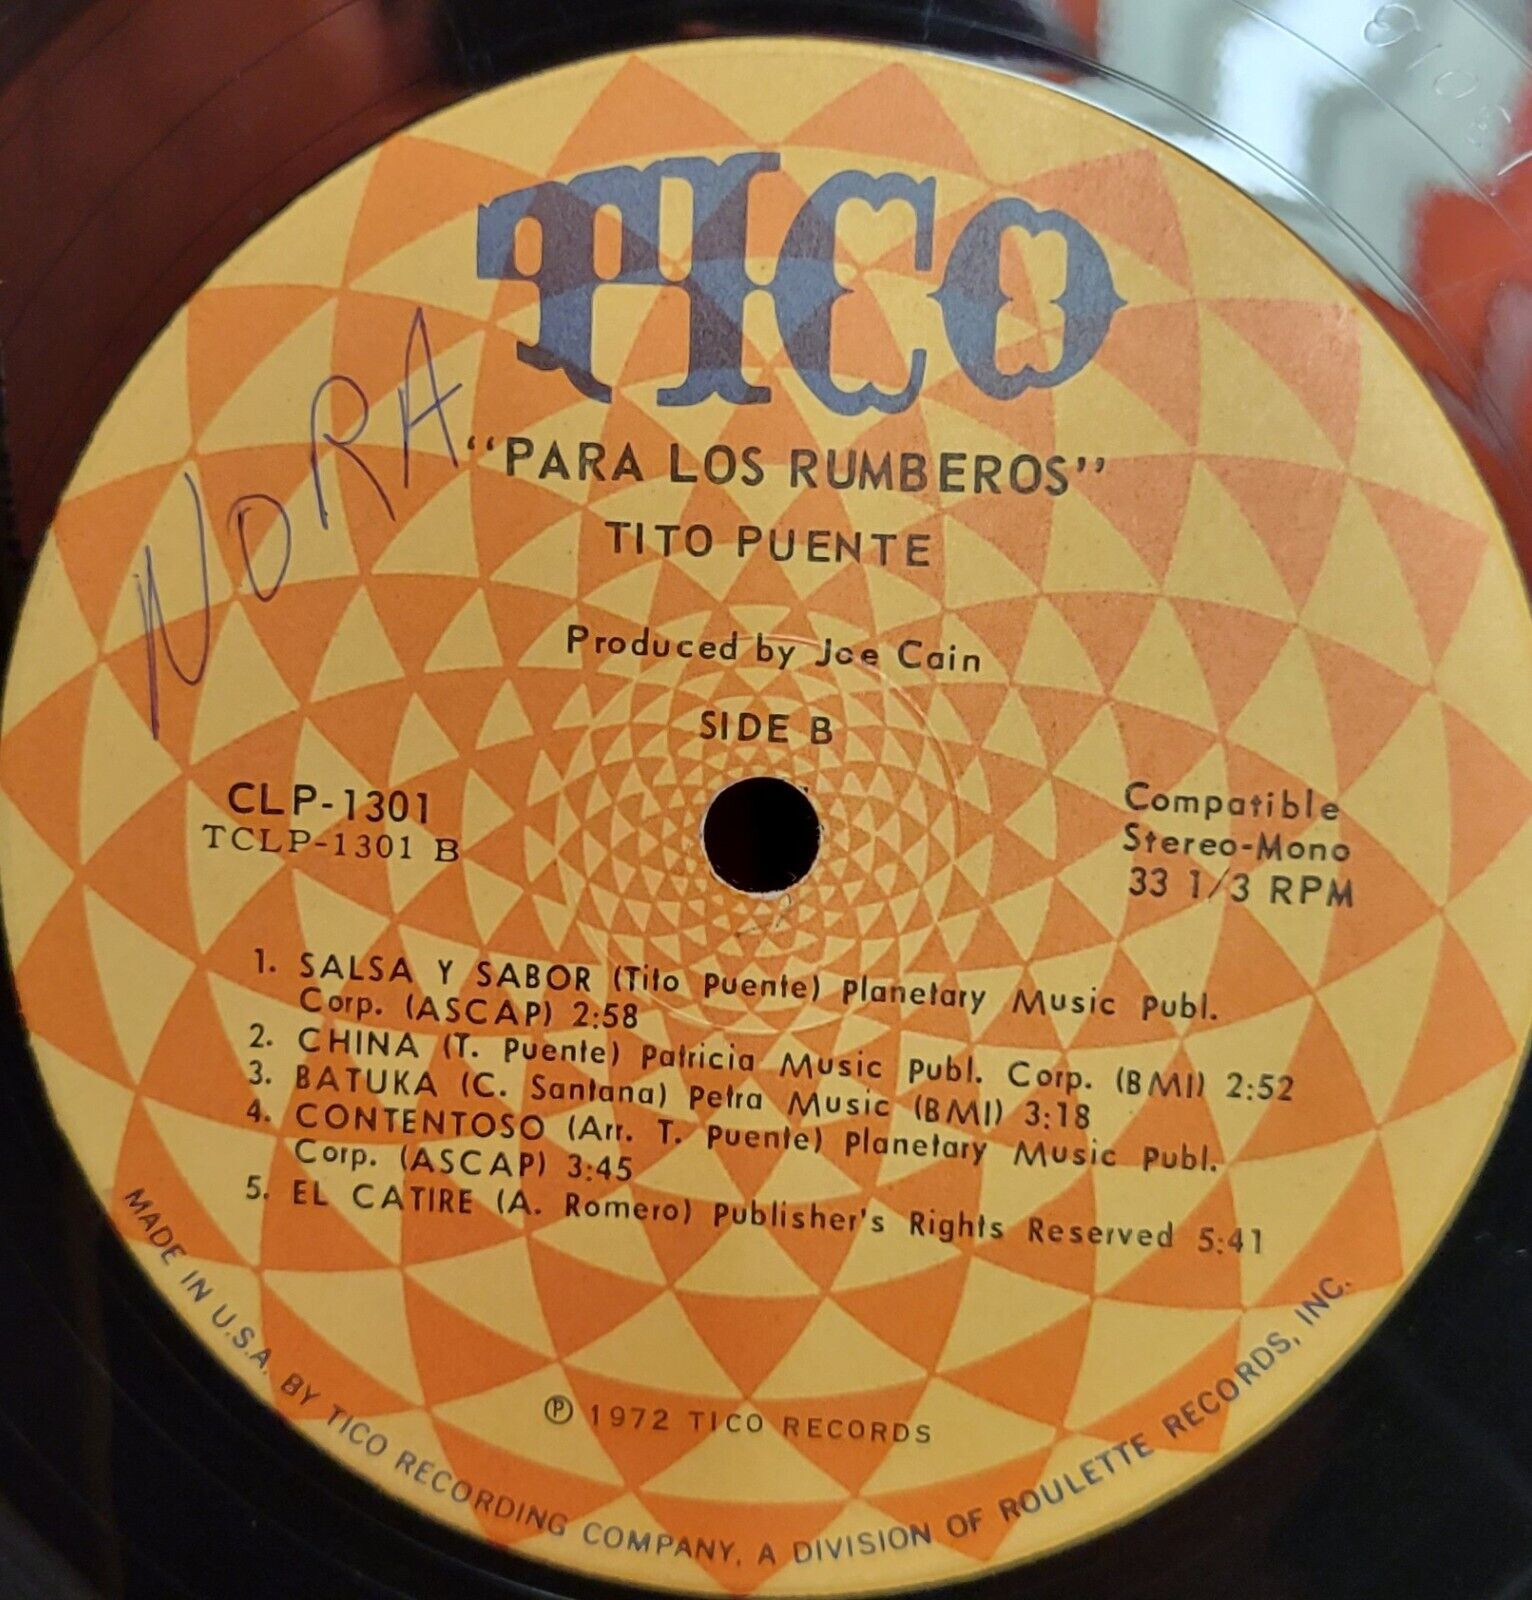 TICO
NORA
"PARA LOS RUMBEROS"
TITO PUENTE
Produced by Joe Cain
SIDE B
CLP-1301
TCLP-1301 B
Compatible
Stereo-Mono
33 1/3 RPM
1. SALSA Y SABOR (Tito Puente) Planetary Music Publ.
Corp. (ASCAP) 2:58
2. CHINA (T. Puente) Patricia Music Publ. Corp. (BMI) 2:52
3. BATUKA (C. Santana) Petra Music (BMI) 3:18
4. CONTENTOSO (Arr. T. Puente) Planetary Music Publ.
Corp. (ASCAP) 3:45
5. EL CATIRE (A. Romero) Publisher's Rights Reserved 5:41
Ⓟ 1972 TICO RECORDS
MADE IN U.S.A. BY TICO RECORDING COMPANY, A DIVISION OF ROULETTE RECORDS, INC.